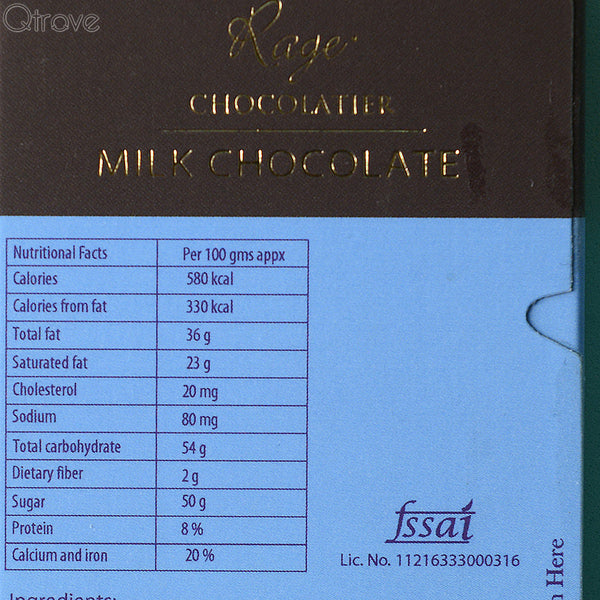 Qtrove
Rage
CHOCOLATIER
MILK CHOCOLATE
Nutritional Facts Per 100 gms appx
Calories 580 kcal
Calories from fat 330 kcal
Total fat 36 g
Saturated fat 23 g
Cholesterol 20 mg
Sodium 80 mg
Total carbohydrate 54 g
Dietary fiber 2 g
Sugar 50 g
Protein 8 %
Calcium and iron 20 %
fssai
Lic. No. 11216333000316
Here
Ingredients: